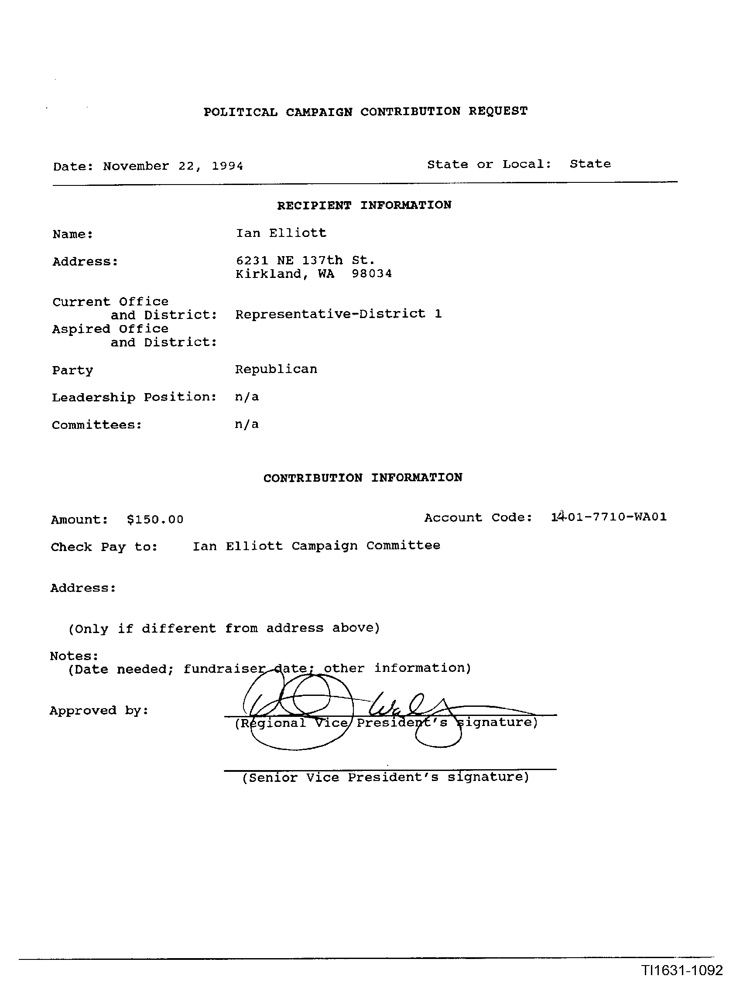 POLITICAL CAMPAIGN CONTRIBUTION REQUEST
Date: November 22, 1994 State or Local: State
RECIPIENT INFORMATION
Name: Ian Elliott
Address: 6231 NE 137th St.
Kirkland, WA 98034
Current Office
and District: Representative-District 1
Aspired Office
and District:
Party Republican
Leadership Position: n/a
Committees: n/a
CONTRIBUTION INFORMATION
Amount: $150.00 Account Code: 1401-7710-WA01
Check Pay to: Ian Elliott Campaign Committee
Address:
(Only if different from address above)
Notes:
(Date needed; fundraiser date; other information)
Approved by:
(Regional Vice President's signature)
(Senior Vice President's signature)
TI1631-1092